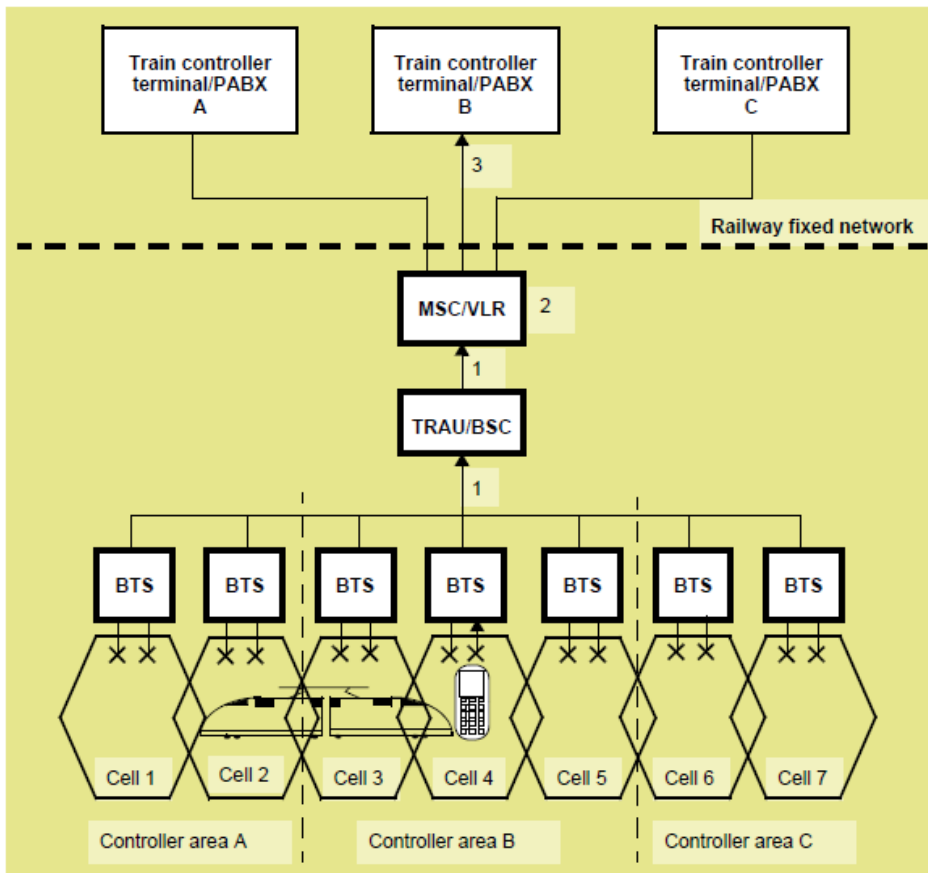 Train controller
terminal/PABX
A
Train controller
terminal/PABX
B
Train controller
terminal/PABX
C
3
Railway fixed network
MSC/VLR
2
1
TRAU/BSC
1
BTS
BTS
BTS
BTS
BTS
BTS
BTS
Cell 1
Cell 2
Cell 3
Cell 4
Cell 5
Cell 6
Cell 7
Controller area A
Controller area B
Controller area C